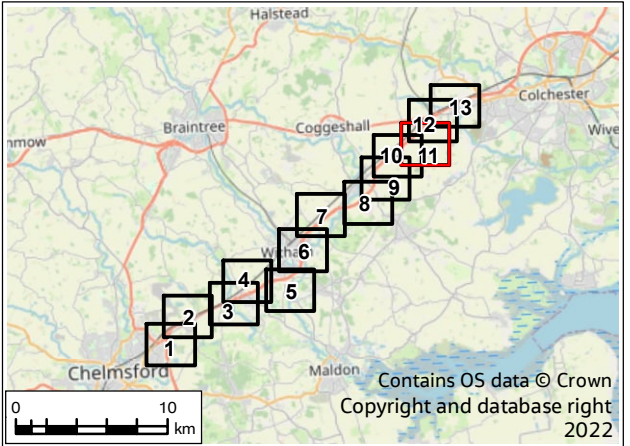 Halstead
13
Colchester
12
Braintree
Coggeshall
nmow
Wive
10
11
9
8
7
Witham
6
4
5
3
2
1
Chelmsford
Maldon
Contains OS data © Crown
Copyright and database right
2022
0 10
km